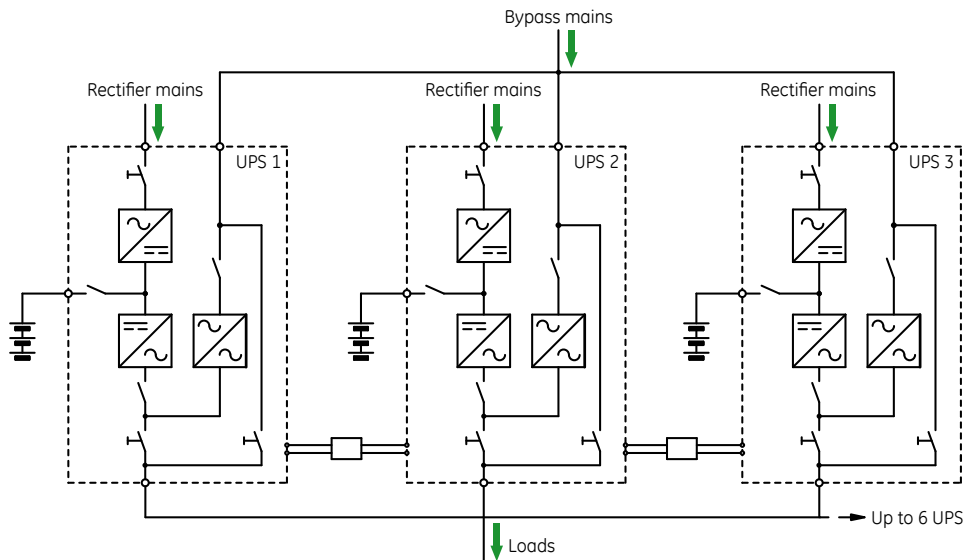 Bypass mains
Rectifier mains
Rectifier mains
Rectifier mains
UPS 1
UPS 2
UPS 3
Up to 6 UPS
Loads